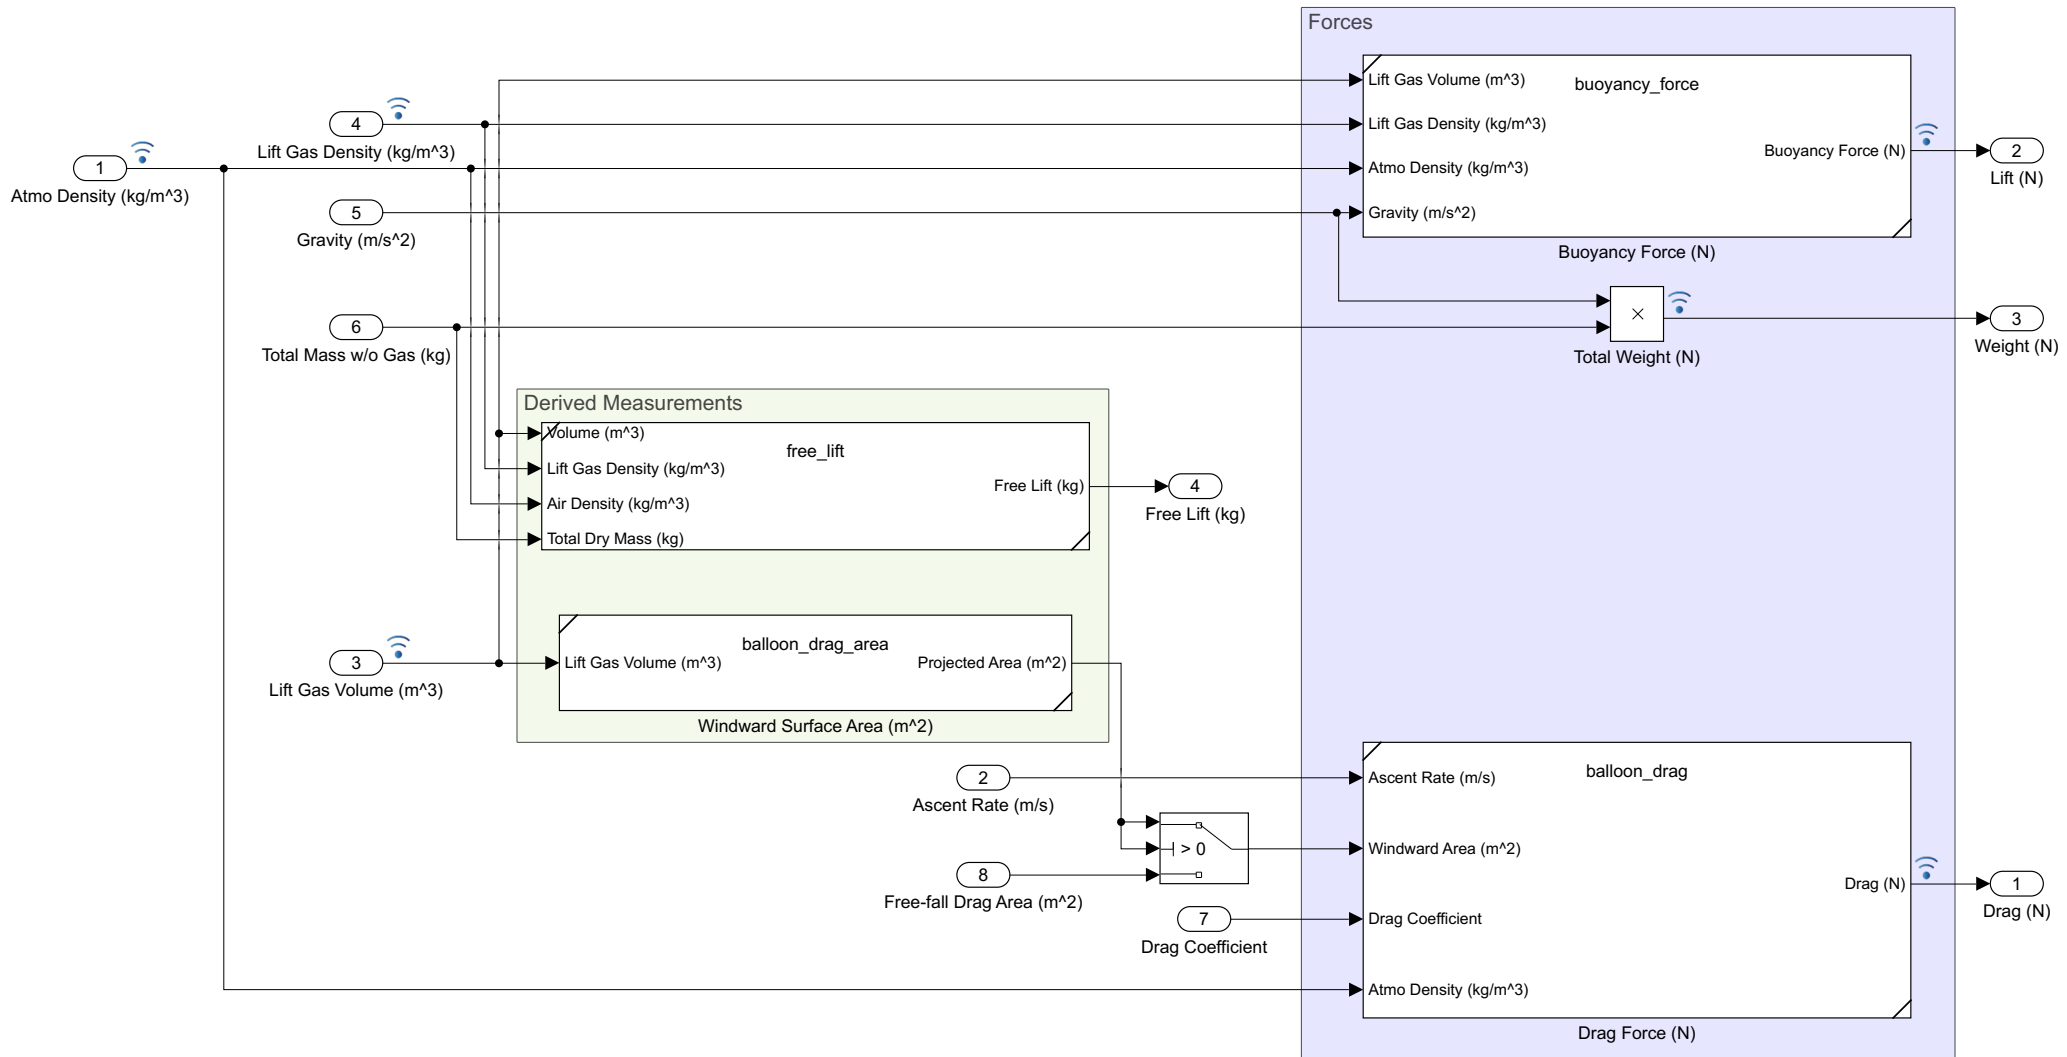 Forces
Lift Gas Volume (m^3)
buoyancy_force
4
Lift Gas Density (kg/m^3)
Lift Gas Density (kg/m^3)
Buoyancy Force (N)
2
Lift (N)
1
Atmo Density (kg/m^3)
Atmo Density (kg/m^3)
5
Gravity (m/s^2)
Gravity (m/s^2)
Buoyancy Force (N)
×
Total Weight (N)
3
Weight (N)
6
Total Mass w/o Gas (kg)
Derived Measurements
Volume (m^3)
free_lift
Lift Gas Density (kg/m^3)
Free Lift (kg)
4
Free Lift (kg)
Air Density (kg/m^3)
Total Dry Mass (kg)
balloon_drag_area
3
Lift Gas Volume (m^3)
Lift Gas Volume (m^3)
Projected Area (m^2)
Windward Surface Area (m^2)
2
Ascent Rate (m/s)
Ascent Rate (m/s)
balloon_drag
> 0
Windward Area (m^2)
8
Free-fall Drag Area (m^2)
Drag (N)
1
Drag (N)
7
Drag Coefficient
Drag Coefficient
Atmo Density (kg/m^3)
Drag Force (N)